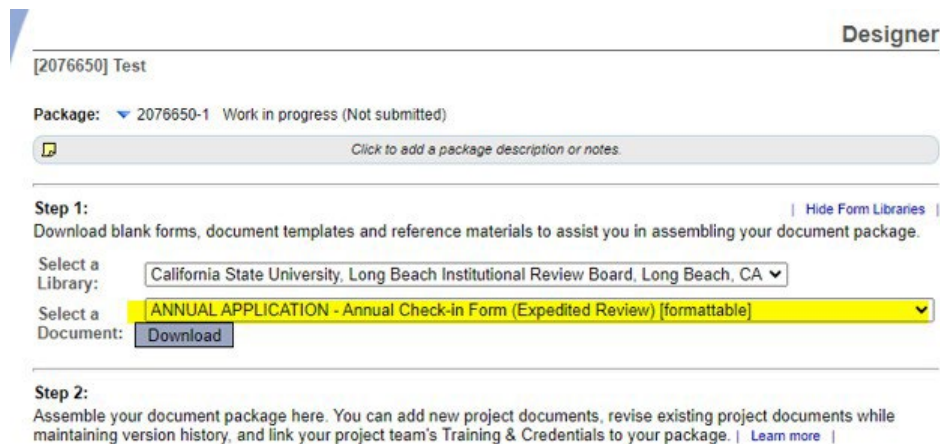 Designer
[2076650] Test
Package: 2076650-1 Work in progress (Not submitted)
Click to add a package description or notes.
Step 1: | Hide Form Libraries |
Download blank forms, document templates and reference materials to assist you in assembling your document package.
Select a Library: California State University, Long Beach Institutional Review Board, Long Beach, CA
Select a Document: ANNUAL APPLICATION - Annual Check-in Form (Expedited Review) [formattable]
Download
Step 2:
Assemble your document package here. You can add new project documents, revise existing project documents while
maintaining version history, and link your project team's Training & Credentials to your package. | Learn more |